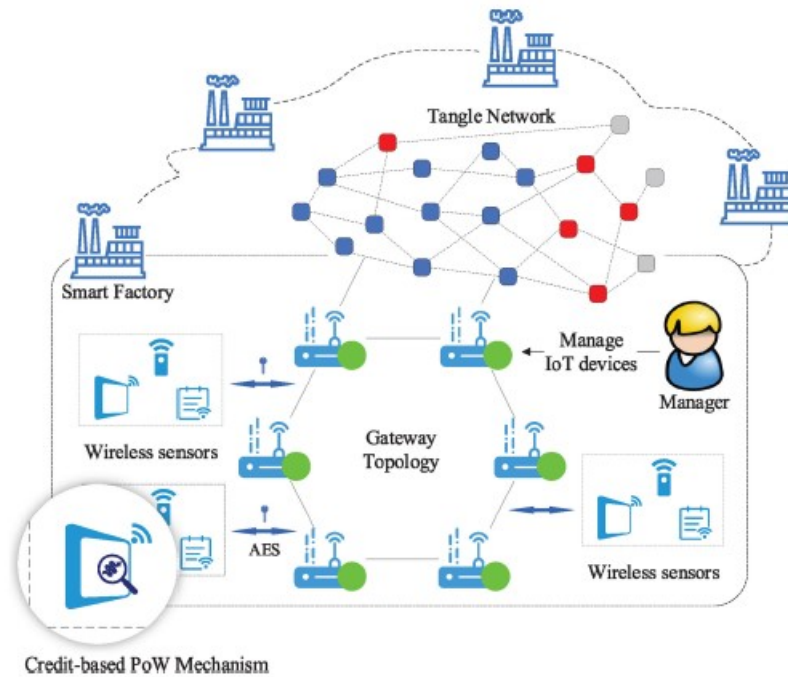 Tangle Network
Smart Factory
Manage
IoT devices
Manager
Wireless sensors
Gateway
Topology
AES
Wireless sensors
Credit-based PoW Mechanism